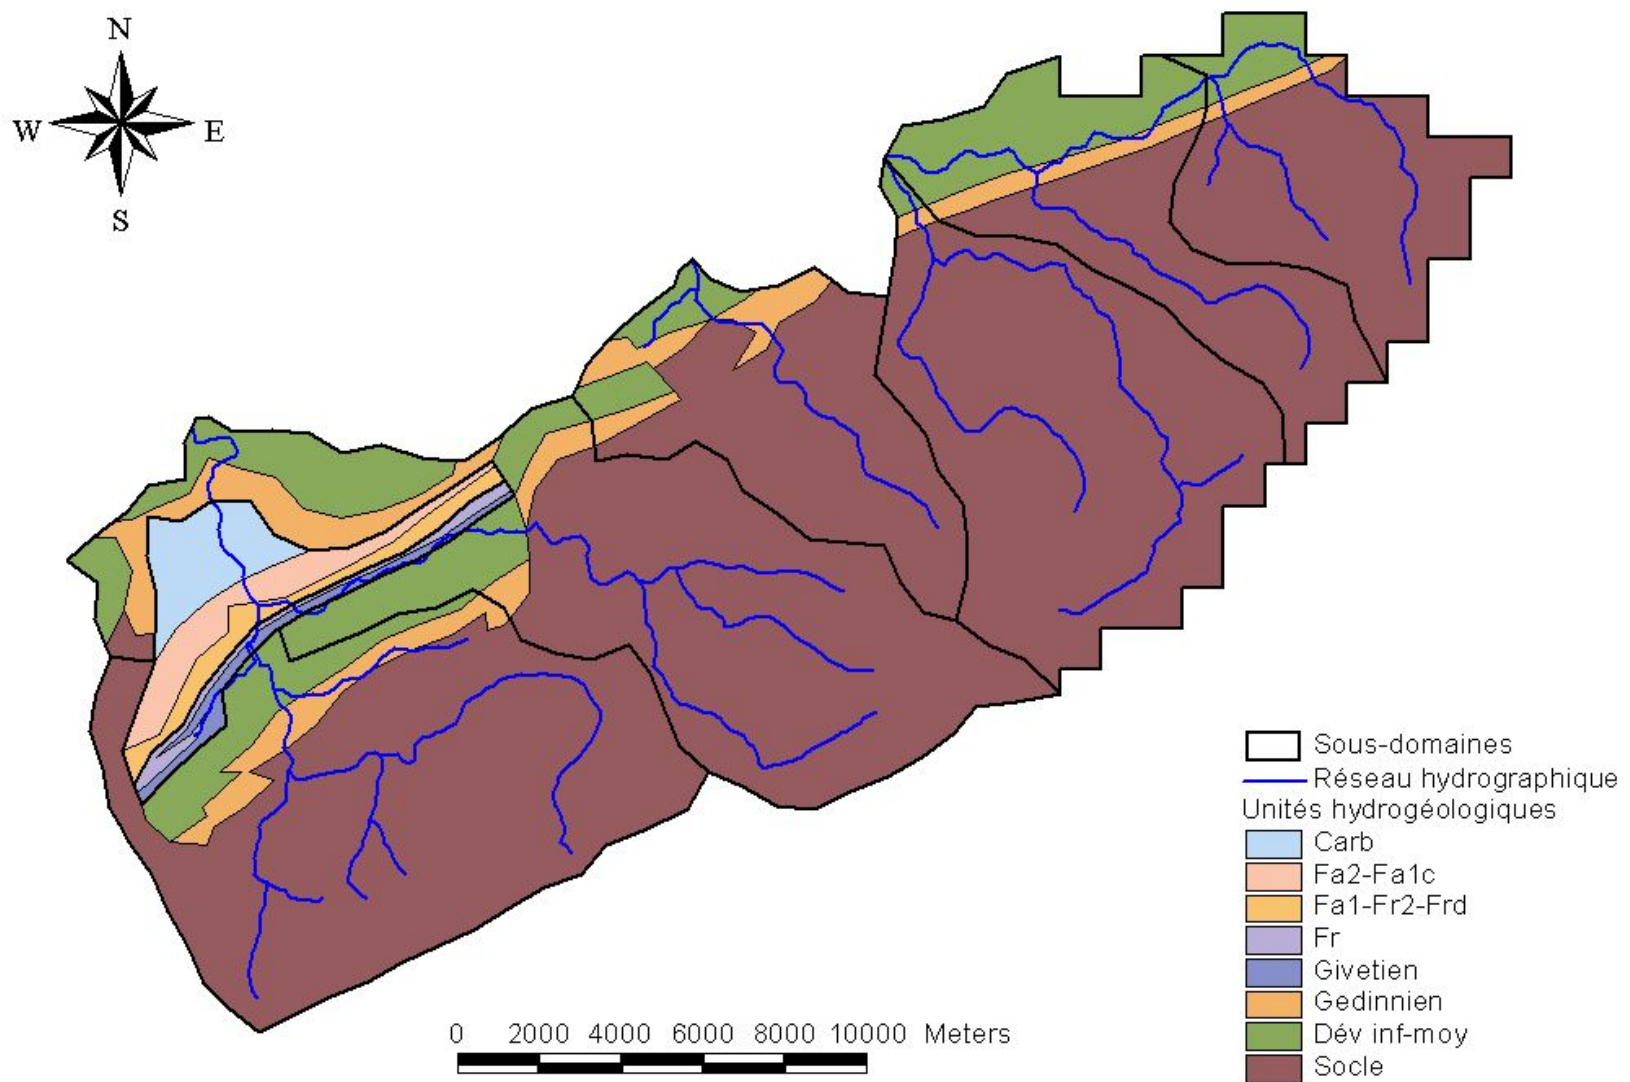 N
W
E
S
Sous-domaines
Réseau hydrographique
Unités hydrogéologiques
Carb
Fa2-Fa1c
Fa1-Fr2-Frd
Fr
Givetien
Gedinnien
Dév inf-moy
Socle
0 2000 4000 6000 8000 10000 Meters